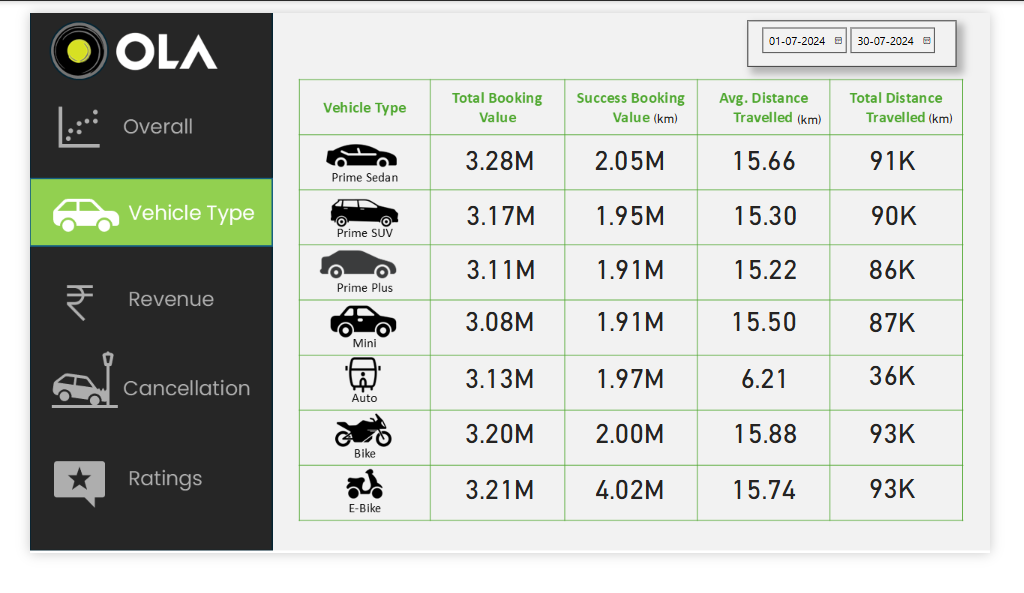 OLA
Overall
Vehicle Type
Revenue
Cancellation
Ratings
01-07-2024 30-07-2024
Vehicle Type Total Booking Value Success Booking Value (km) Avg. Distance Travelled (km) Total Distance Travelled (km)
Prime Sedan 3.28M 2.05M 15.66 91K
Prime SUV 3.17M 1.95M 15.30 90K
Prime Plus 3.11M 1.91M 15.22 86K
Mini 3.08M 1.91M 15.50 87K
Auto 3.13M 1.97M 6.21 36K
Bike 3.20M 2.00M 15.88 93K
E-Bike 3.21M 4.02M 15.74 93K